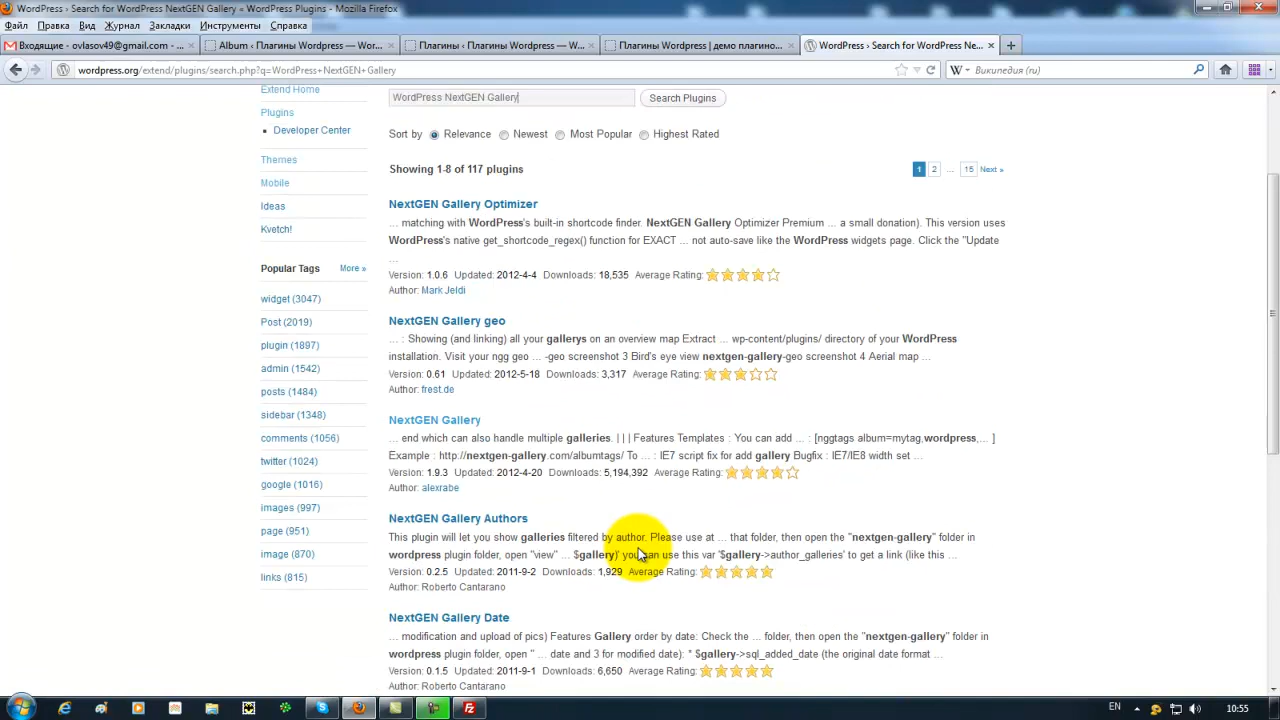 WordPress › Search for WordPress NextGEN Gallery « WordPress Plugins - Mozilla Firefox
Файл Правка Вид Журнал Закладки Инструменты Справка
Входящие - ovlasov49@gmail.com - ...
Album ‹ Плагины Wordpress — Wor...
Плагины ‹ Плагины Wordpress — W...
Плагины Wordpress | демо плагино...
WordPress › Search for WordPress Ne...
wordpress.org/extend/plugins/search.php?q=WordPress+NextGEN+Gallery
Википедия (ru)
Extend Home
Plugins
Developer Center
Themes
Mobile
Ideas
Kvetch!
Popular Tags More »
widget (3047)
Post (2019)
plugin (1897)
admin (1542)
posts (1484)
sidebar (1348)
comments (1056)
twitter (1024)
google (1016)
images (997)
page (951)
image (870)
links (815)
WordPress NextGEN Gallery Search Plugins
Sort by Relevance Newest Most Popular Highest Rated
Showing 1-8 of 117 plugins 1 2 ... 15 Next »
NextGEN Gallery Optimizer
... matching with WordPress's built-in shortcode finder. NextGEN Gallery Optimizer Premium ... a small donation). This version uses
WordPress's native get_shortcode_regex() function for EXACT ... not auto-save like the WordPress widgets page. Click the "Update
...
Version: 1.0.6 Updated: 2012-4-4 Downloads: 18,535 Average Rating:
Author: Mark Jeldi
NextGEN Gallery geo
... : Showing (and linking) all your gallerys on an overview map Extract ... wp-content/plugins/ directory of your WordPress
installation. Visit your ngg geo ... -geo screenshot 3 Bird's eye view nextgen-gallery-geo screenshot 4 Aerial map ...
Version: 0.61 Updated: 2012-5-18 Downloads: 3,317 Average Rating:
Author: frest.de
NextGEN Gallery
... end which can also handle multiple galleries. | | | Features Templates : You can add ... : [nggtags album=mytag,wordpress,... ]
Example : http://nextgen-gallery.com/albumtags/ To ... : IE7 script fix for add gallery Bugfix : IE7/IE8 width set ...
Version: 1.9.3 Updated: 2012-4-20 Downloads: 5,194,392 Average Rating:
Author: alexrabe
NextGEN Gallery Authors
This plugin will let you show galleries filtered by author. Please use at ... that folder, then open the "nextgen-gallery" folder in
wordpress plugin folder, open "view" ... $gallery)' you can use this var '$gallery->author_galleries' to get a link (like this ...
Version: 0.2.5 Updated: 2011-9-2 Downloads: 1,929 Average Rating:
Author: Roberto Cantarano
NextGEN Gallery Date
... modification and upload of pics) Features Gallery order by date: Check the ... folder, then open the "nextgen-gallery" folder in
wordpress plugin folder, open " ... date and 3 for modified date): * $gallery->sql_added_date (the original date format ...
Version: 0.1.5 Updated: 2011-9-1 Downloads: 6,650 Average Rating:
Author: Roberto Cantarano
EN 10:55